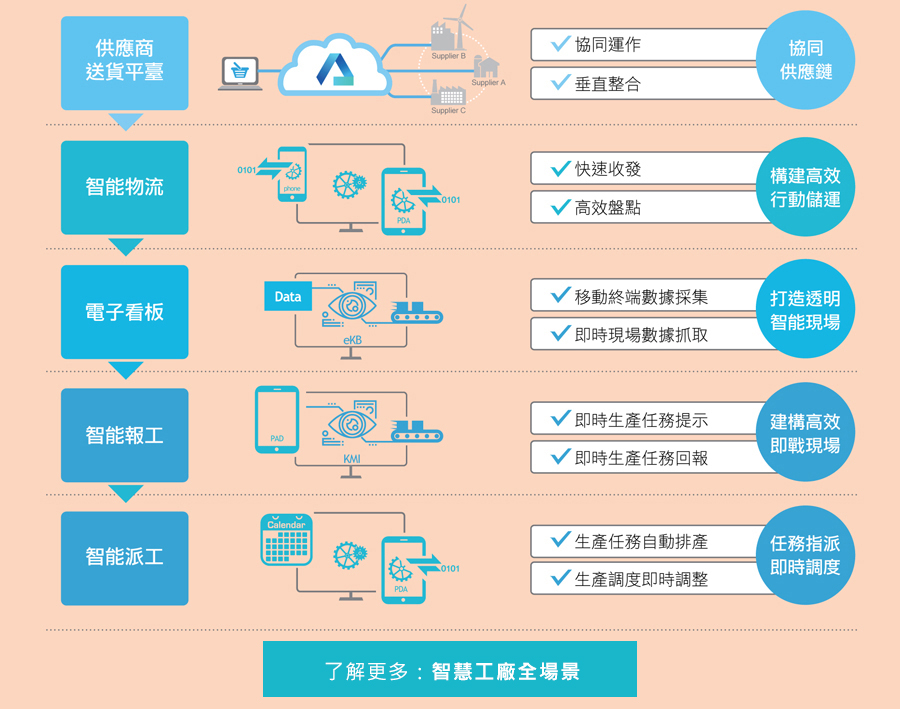 供應商
送貨平臺
Supplier B
Supplier A
Supplier C
協同運作
垂直整合
協同
供應鏈
智能物流
0101
phone
PDA
0101
快速收發
高效盤點
構建高效
行動儲運
電子看板
Data
eKB
移動終端數據採集
即時現場數據抓取
打造透明
智能現場
智能報工
PAD
KMI
即時生產任務提示
即時生產任務回報
建構高效
即戰現場
智能派工
Calendar
PDA
0101
生產任務自動排產
生產調度即時調整
任務指派
即時調度
了解更多：智慧工廠全場景